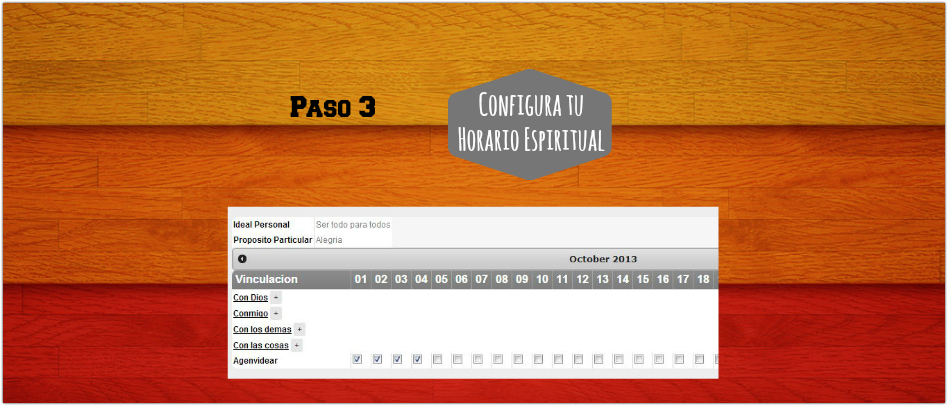 Paso 3
Configura tu
Horario Espiritual
Ideal Personal Ser todo para todos
Proposito Particular Alegria
October 2013
Vinculacion 01 02 03 04 05 06 07 08 09 10 11 12 13 14 15 16 17 18
Con Dios +
Conmigo +
Con los demas +
Con las cosas +
Agenvidear